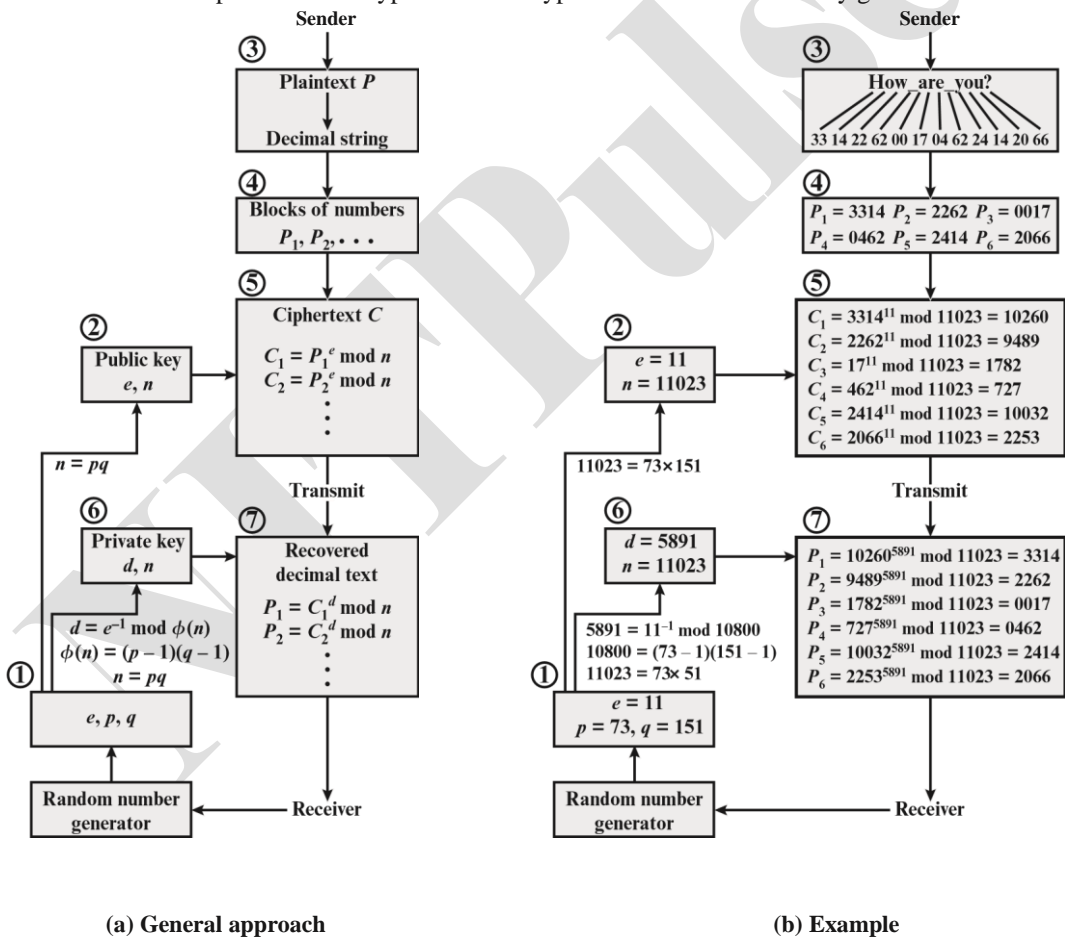 Sender
③
Plaintext P
Decimal string
④
Blocks of numbers
P1, P2, . . .
⑤
Ciphertext C
C1 = P1^e mod n
C2 = P2^e mod n
②
Public key
e, n
n = pq
Transmit
⑥
Private key
d, n
⑦
Recovered
decimal text
P1 = C1^d mod n
P2 = C2^d mod n
d = e^−1 mod ϕ(n)
ϕ(n) = (p − 1)(q − 1)
n = pq
①
e, p, q
Random number
generator
Receiver
(a) General approach
Sender
③
How_are_you?
33 14 22 62 00 17 04 62 24 14 20 66
④
P1 = 3314 P2 = 2262 P3 = 0017
P4 = 0462 P5 = 2414 P6 = 2066
⑤
C1 = 3314^11 mod 11023 = 10260
C2 = 2262^11 mod 11023 = 9489
C3 = 17^11 mod 11023 = 1782
C4 = 462^11 mod 11023 = 727
C5 = 2414^11 mod 11023 = 10032
C6 = 2066^11 mod 11023 = 2253
②
e = 11
n = 11023
11023 = 73×151
Transmit
⑥
d = 5891
n = 11023
⑦
P1 = 10260^5891 mod 11023 = 3314
P2 = 9489^5891 mod 11023 = 2262
P3 = 1782^5891 mod 11023 = 0017
P4 = 727^5891 mod 11023 = 0462
P5 = 10032^5891 mod 11023 = 2414
P6 = 2253^5891 mod 11023 = 2066
5891 = 11^−1 mod 10800
10800 = (73 – 1)(151 – 1)
11023 = 73× 51
①
e = 11
p = 73, q = 151
Random number
generator
Receiver
(b) Example